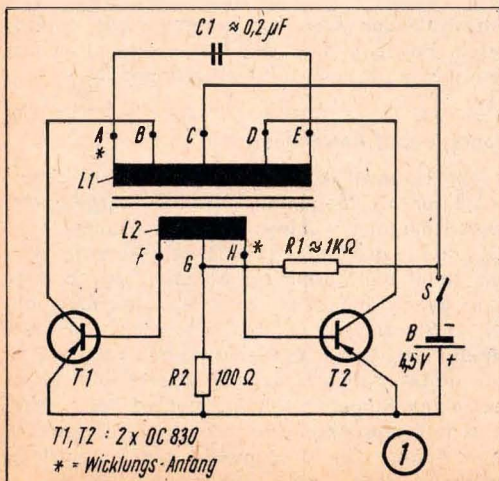 C1 ≈ 0,2 µF
A B C D E
*
L1
L2
F G H *
R1 ≈ 1KΩ
S
B
4,5V
- +
T1
R2 100 Ω
T2
T1, T2 : 2 x OC 830
* = Wicklungs-Anfang
1